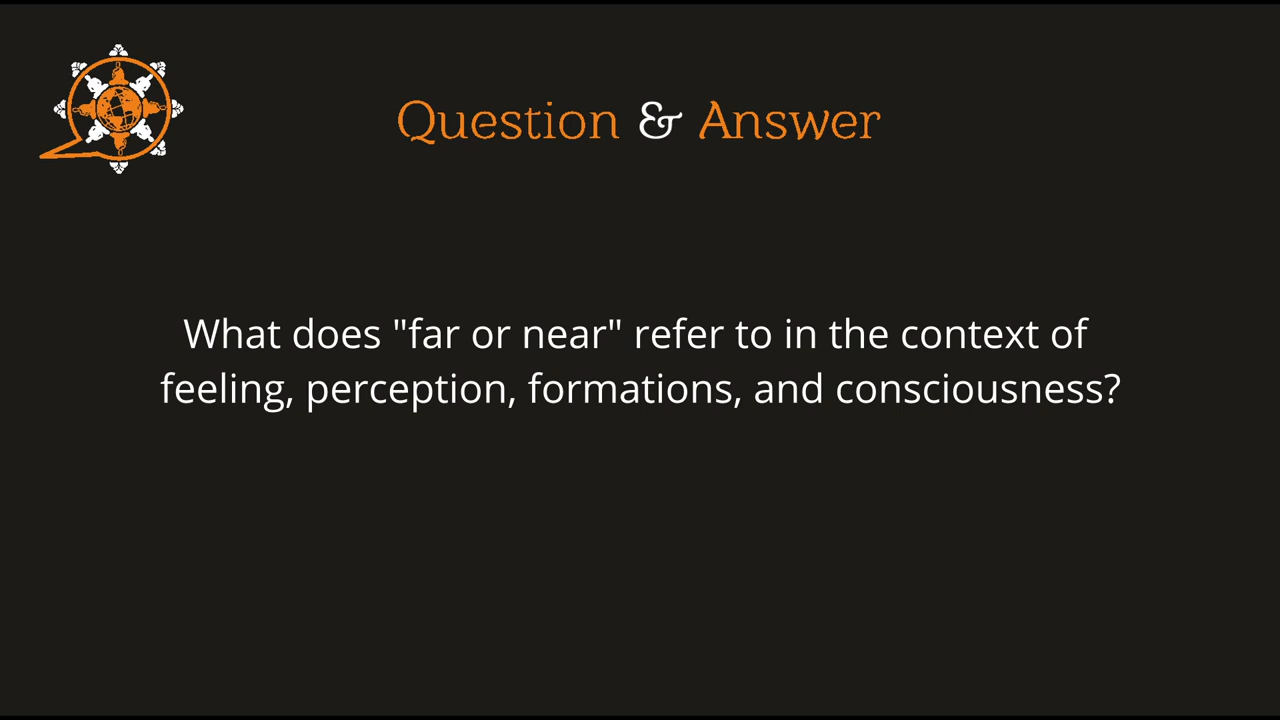 Question & Answer
What does "far or near" refer to in the context of
feeling, perception, formations, and consciousness?